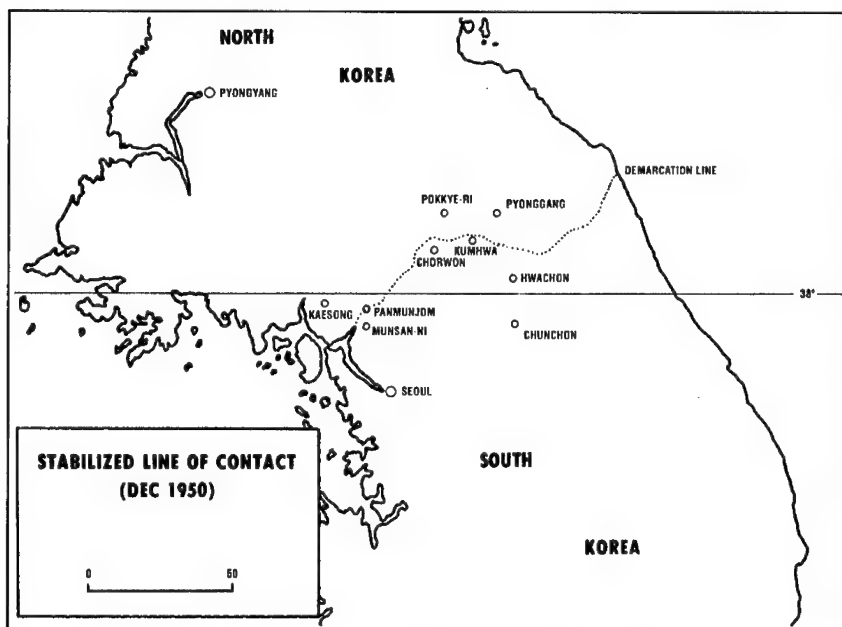 NORTH
KOREA
PYONGYANG
DEMARCATION LINE
POKKYE-RI
PYONGGANG
KUMHWA
CHORWON
HWACHON
38°
KAESONG
PANMUNJOM
MUNSAN-NI
CHUNCHON
SEOUL
STABILIZED LINE OF CONTACT
(DEC 1950)
SOUTH
KOREA
0 50